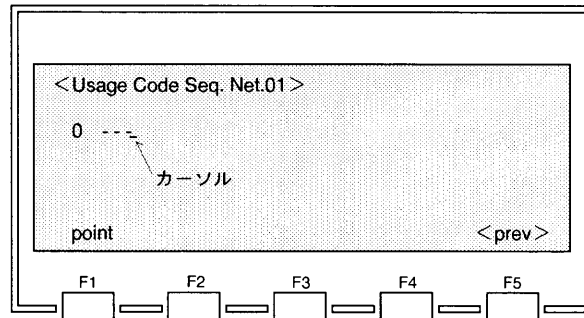 <Usage Code Seq. Net.01>
0 ----
カーソル
point <prev>
F1 F2 F3 F4 F5